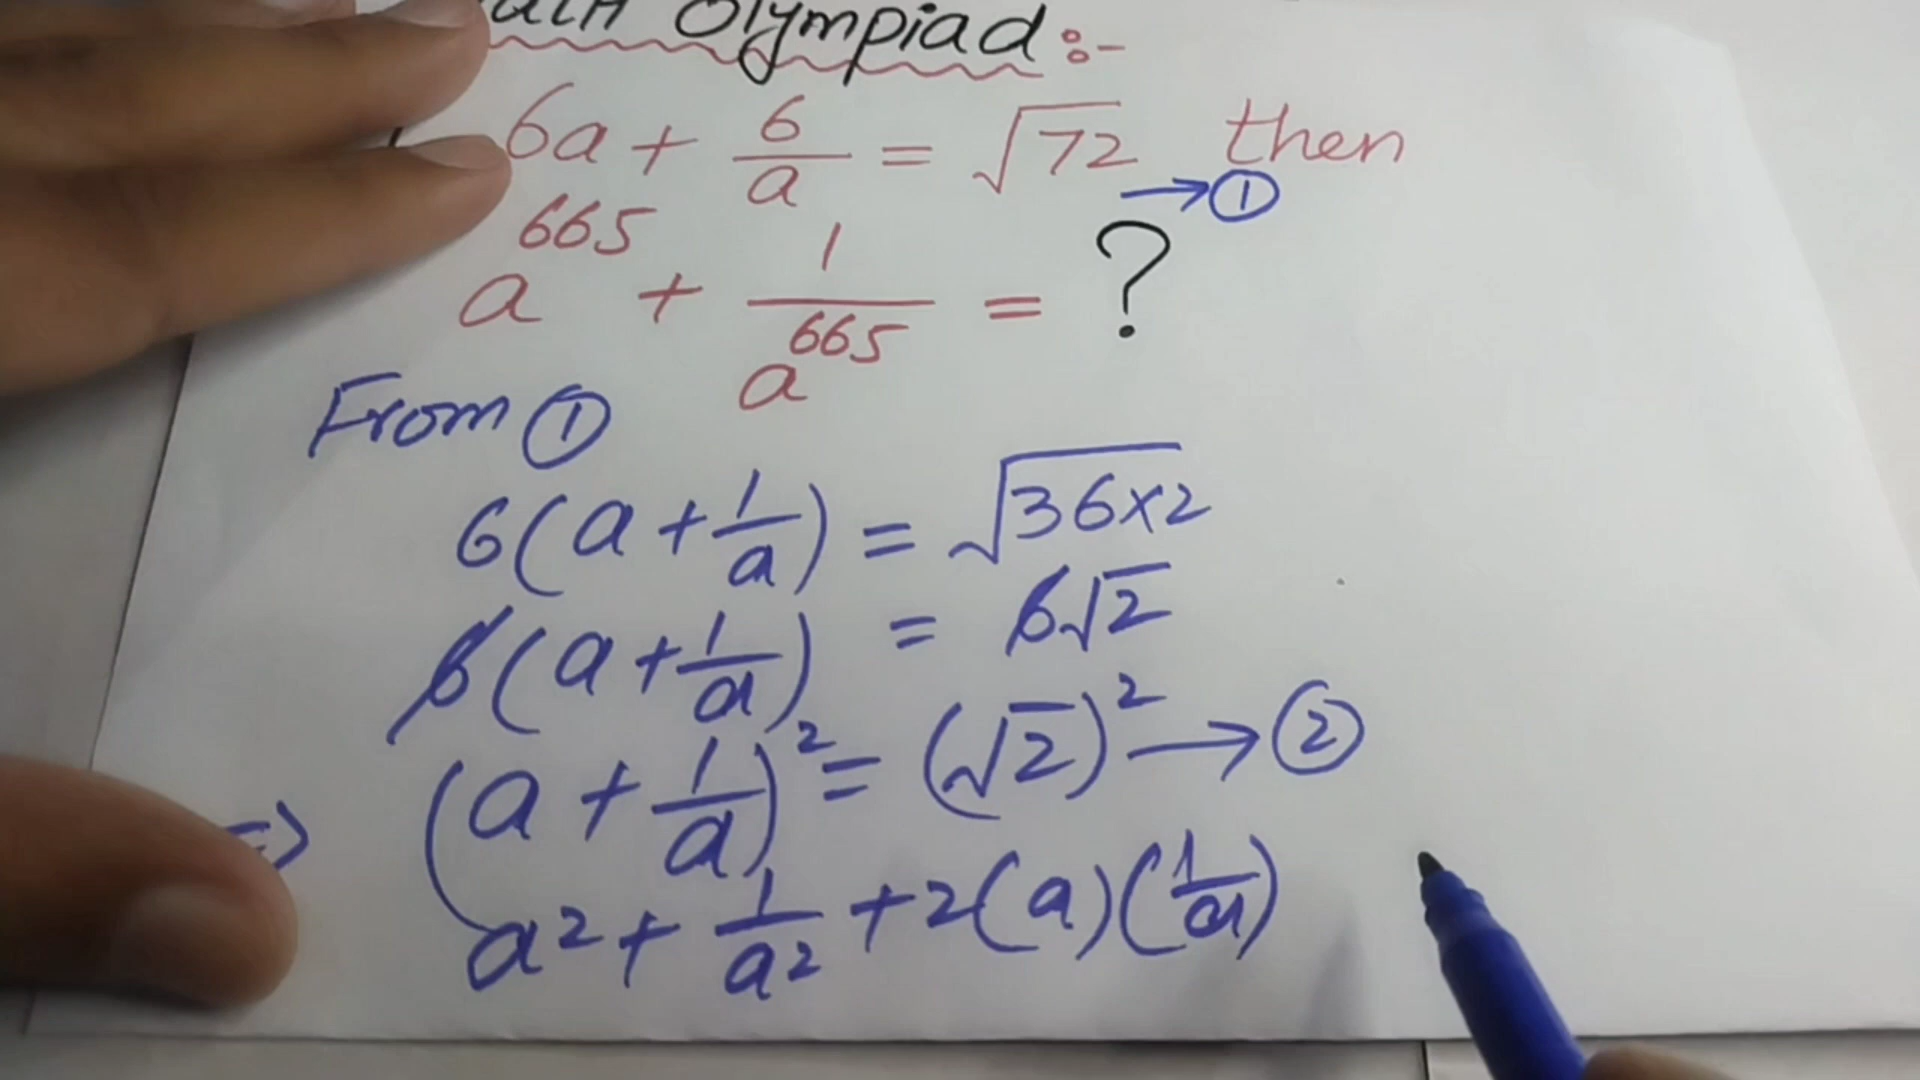 Olympiad :-
6a + 6/a = √72 then
→ ①
a^665 + 1/a^665 = ?
From ①
6(a + 1/a) = √36×2
6(a + 1/a) = 6√2
⇒ (a + 1/a)² = (√2)² → ②
a² + 1/a² + 2(a)(1/a)